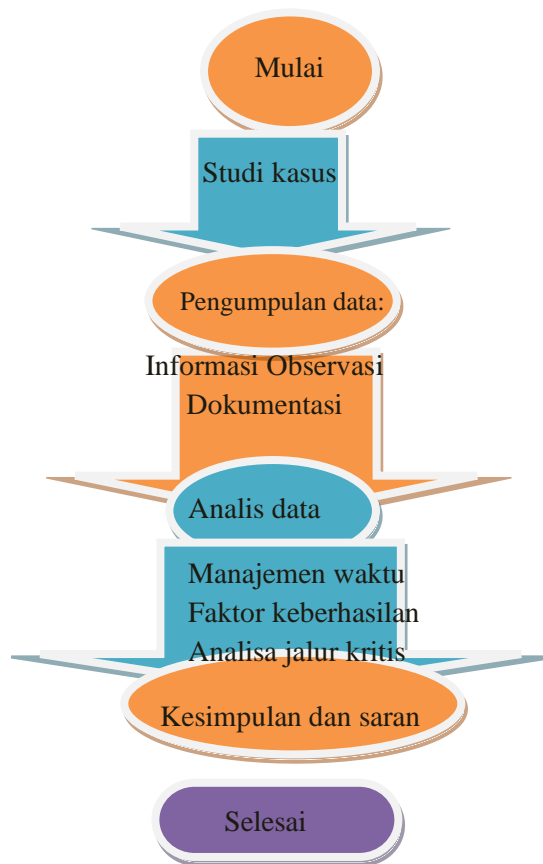 Mulai
Studi kasus
Pengumpulan data:
Informasi Observasi
Dokumentasi
Analis data
Manajemen waktu
Faktor keberhasilan
Analisa jalur kritis
Kesimpulan dan saran
Selesai